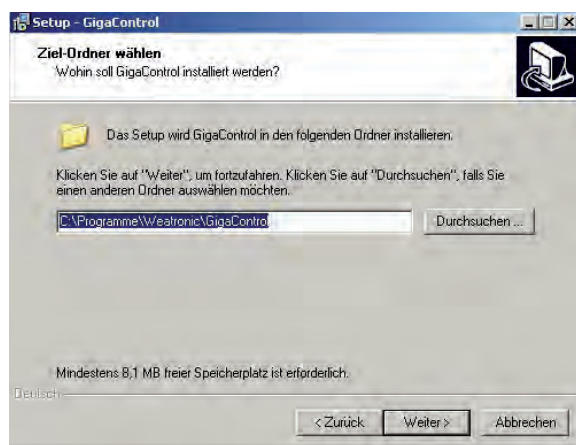 Setup - GigaControl
Ziel-Ordner wählen
Wohin soll GigaControl installiert werden?
Das Setup wird GigaControl in den folgenden Ordner installieren.
Klicken Sie auf "Weiter", um fortzufahren. Klicken Sie auf "Durchsuchen", falls Sie
einen anderen Ordner auswählen möchten.
C:\Programme\Weatronic\GigaControl
Durchsuchen ...
Mindestens 8,1 MB freier Speicherplatz ist erforderlich.
Deutsch
< Zurück
Weiter >
Abbrechen